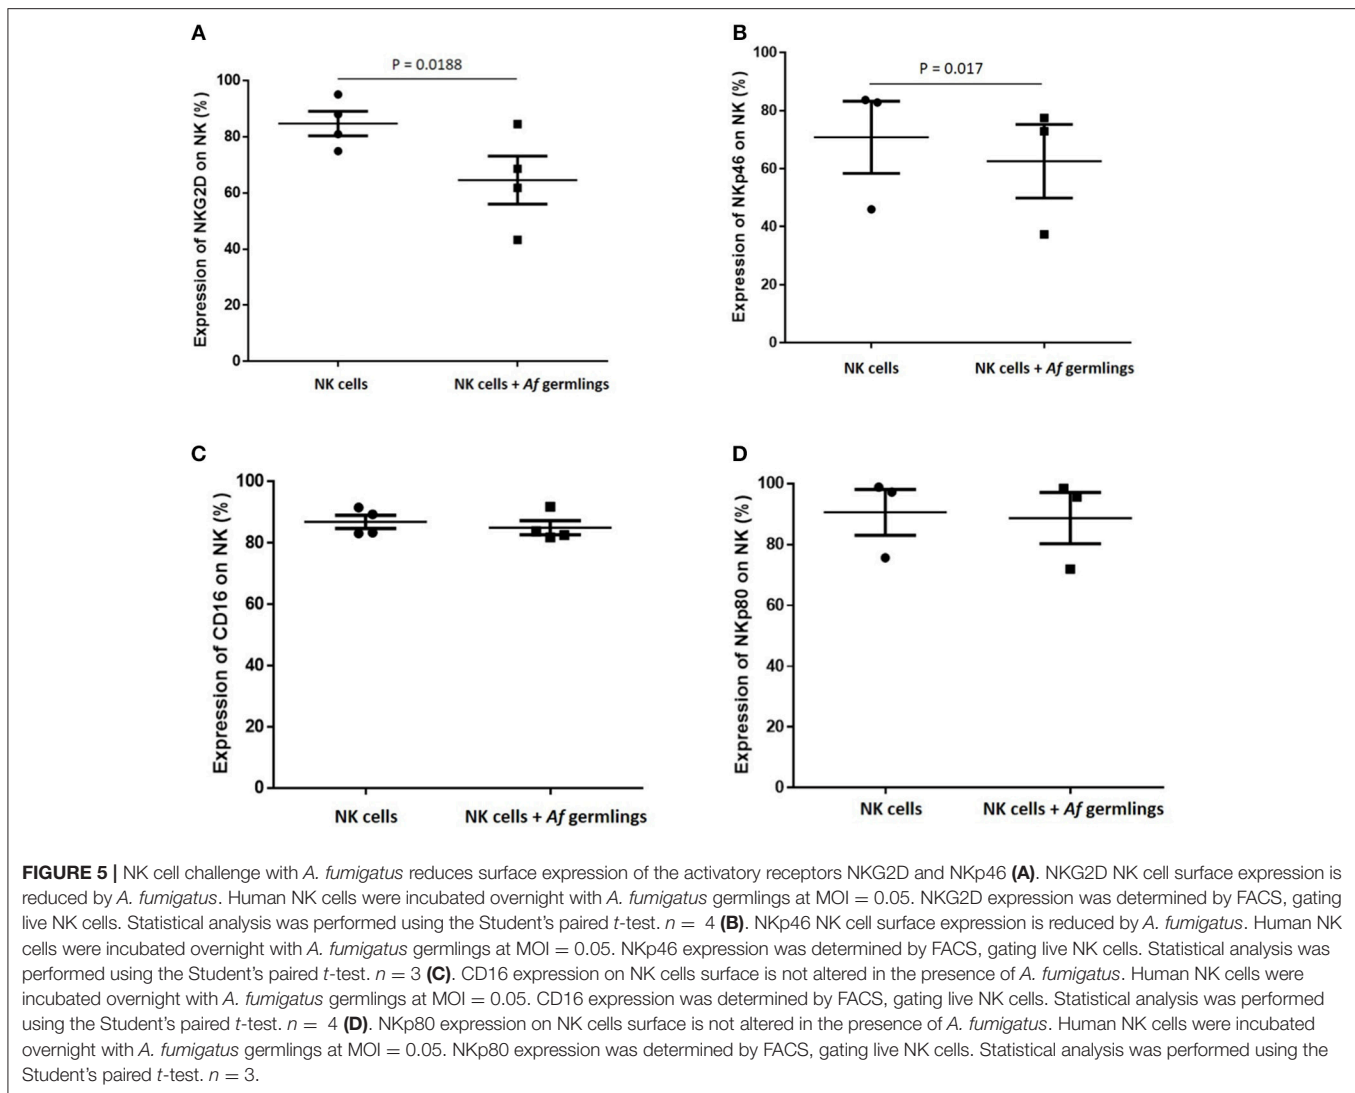 A
P = 0.0188
Expression of NKG2D on NK (%)
100
80
60
40
20
0
NK cells
NK cells + Af germlings
B
P = 0.017
Expression of NKp46 on NK (%)
100
80
60
40
20
0
NK cells
NK cells + Af germlings
C
Expression of CD16 on NK (%)
100
80
60
40
20
0
NK cells
NK cells + Af germlings
D
Expression of NKp80 on NK (%)
100
80
60
40
20
0
NK cells
NK cells + Af germlings
FIGURE 5 | NK cell challenge with A. fumigatus reduces surface expression of the activatory receptors NKG2D and NKp46 (A). NKG2D NK cell surface expression is
reduced by A. fumigatus. Human NK cells were incubated overnight with A. fumigatus germlings at MOI = 0.05. NKG2D expression was determined by FACS, gating
live NK cells. Statistical analysis was performed using the Student's paired t-test. n = 4 (B). NKp46 NK cell surface expression is reduced by A. fumigatus. Human NK
cells were incubated overnight with A. fumigatus germlings at MOI = 0.05. NKp46 expression was determined by FACS, gating live NK cells. Statistical analysis was
performed using the Student's paired t-test. n = 3 (C). CD16 expression on NK cells surface is not altered in the presence of A. fumigatus. Human NK cells were
incubated overnight with A. fumigatus germlings at MOI = 0.05. CD16 expression was determined by FACS, gating live NK cells. Statistical analysis was performed
using the Student's paired t-test. n = 4 (D). NKp80 expression on NK cells surface is not altered in the presence of A. fumigatus. Human NK cells were incubated
overnight with A. fumigatus germlings at MOI = 0.05. NKp80 expression was determined by FACS, gating live NK cells. Statistical analysis was performed using the
Student's paired t-test. n = 3.